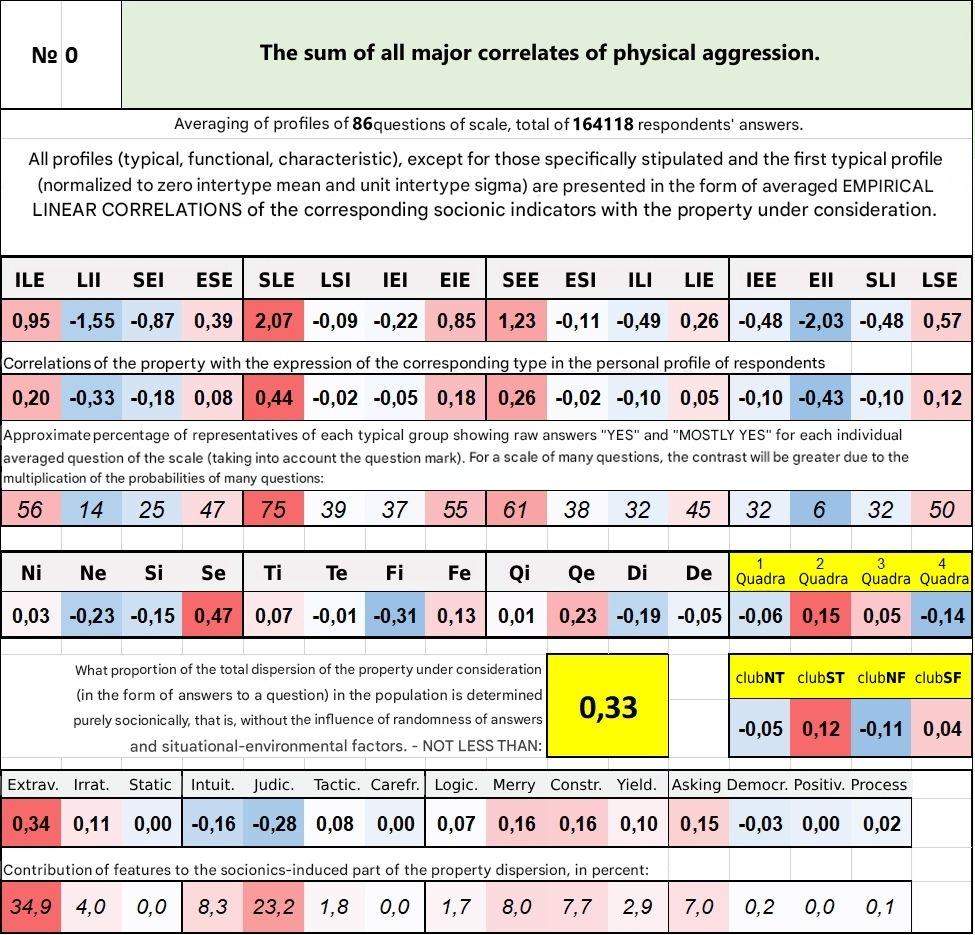 № 0
The sum of all major correlates of physical aggression.
Averaging of profiles of 86questions of scale, total of 164118 respondents' answers.
All profiles (typical, functional, characteristic), except for those specifically stipulated and the first typical profile
(normalized to zero intertype mean and unit intertype sigma) are presented in the form of averaged EMPIRICAL
LINEAR CORRELATIONS of the corresponding socionic indicators with the property under consideration.
ILE LII SEI ESE SLE LSI IEI EIE SEE ESI ILI LIE IEE EII SLI LSE
0,95 -1,55 -0,87 0,39 2,07 -0,09 -0,22 0,85 1,23 -0,11 -0,49 0,26 -0,48 -2,03 -0,48 0,57
Correlations of the property with the expression of the corresponding type in the personal profile of respondents
0,20 -0,33 -0,18 0,08 0,44 -0,02 -0,05 0,18 0,26 -0,02 -0,10 0,05 -0,10 -0,43 -0,10 0,12
Approximate percentage of representatives of each typical group showing raw answers "YES" and "MOSTLY YES" for each individual
averaged question of the scale (taking into account the question mark). For a scale of many questions, the contrast will be greater due to the
multiplication of the probabilities of many questions:
56 14 25 47 75 39 37 55 61 38 32 45 32 6 32 50
Ni Ne Si Se Ti Te Fi Fe Qi Qe Di De 1 Quadra 2 Quadra 3 Quadra 4 Quadra
0,03 -0,23 -0,15 0,47 0,07 -0,01 -0,31 0,13 0,01 0,23 -0,19 -0,05 -0,06 0,15 0,05 -0,14
What proportion of the total dispersion of the property under consideration
(in the form of answers to a question) in the population is determined
purely socionically, that is, without the influence of randomness of answers
and situational-environmental factors. - NOT LESS THAN:
0,33
clubNT clubST clubNF clubSF
-0,05 0,12 -0,11 0,04
Extrav. Irrat. Static Intuit. Judic. Tactic. Carefr. Logic. Merry Constr. Yield. Asking Democr. Positiv. Process
0,34 0,11 0,00 -0,16 -0,28 0,08 0,00 0,07 0,16 0,16 0,10 0,15 -0,03 0,00 0,02
Contribution of features to the socionics-induced part of the property dispersion, in percent:
34,9 4,0 0,0 8,3 23,2 1,8 0,0 1,7 8,0 7,7 2,9 7,0 0,2 0,0 0,1